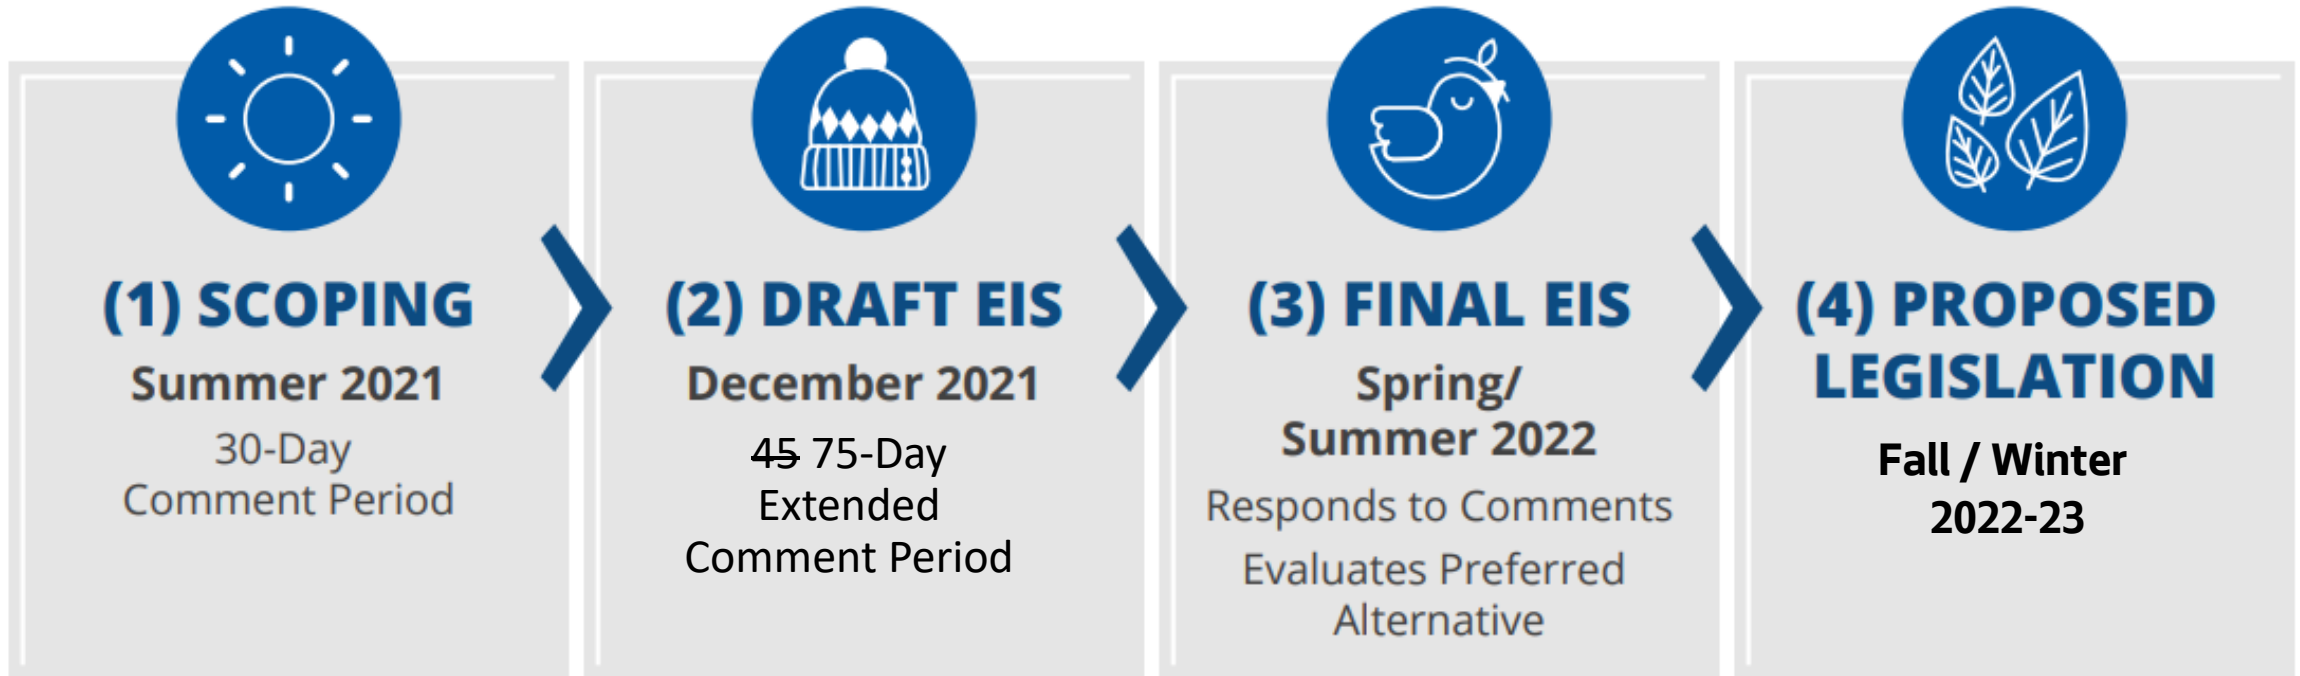 (1) SCOPING
Summer 2021
30-Day
Comment Period
(2) DRAFT EIS
December 2021
45 75-Day
Extended
Comment Period
(3) FINAL EIS
Spring/
Summer 2022
Responds to Comments
Evaluates Preferred
Alternative
(4) PROPOSED
LEGISLATION
Fall / Winter
2022-23